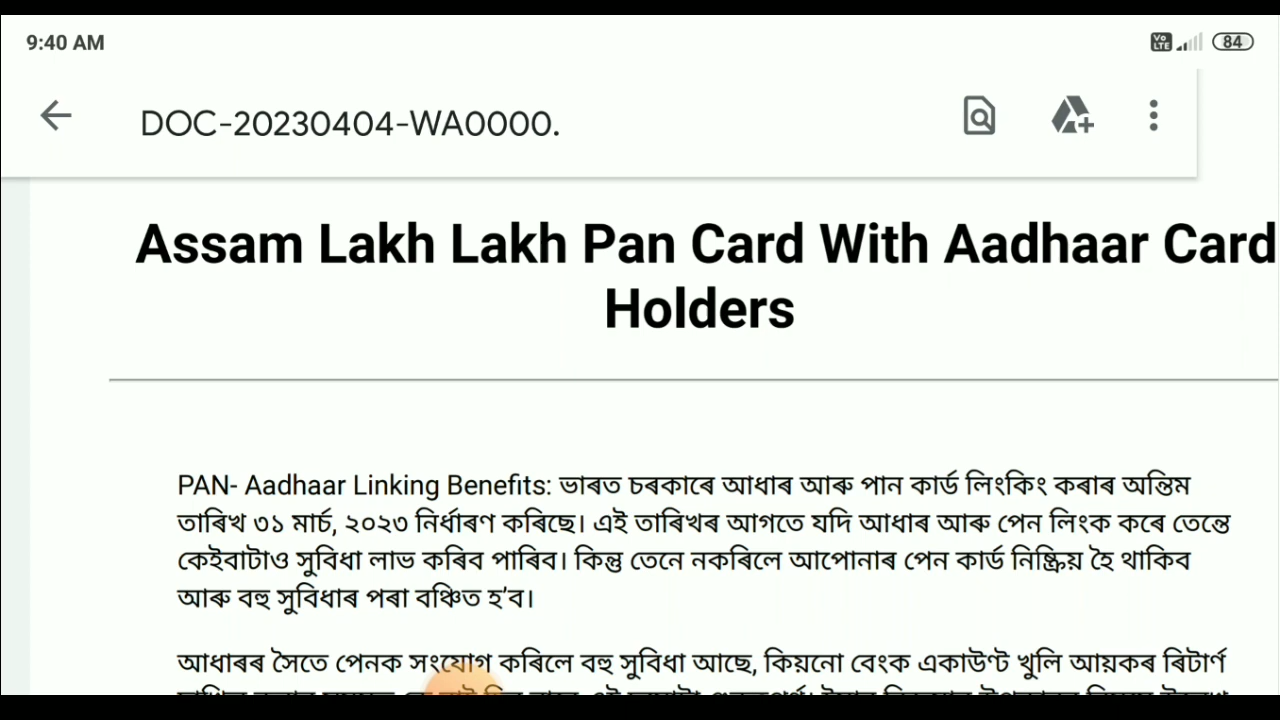 9:40 AM
Vo LTE 84
DOC-20230404-WA0000.
Assam Lakh Lakh Pan Card With Aadhaar Card
Holders
PAN- Aadhaar Linking Benefits: ভাৰত চৰকাৰে আধাৰ আৰু পান কাৰ্ড লিংকিং কৰাৰ অন্তিম
তাৰিখ ৩১ মাৰ্চ, ২০২৩ নিৰ্ধাৰণ কৰিছে। এই তাৰিখৰ আগতে যদি আধাৰ আৰু পেন লিংক কৰে তেন্তে
কেইবাটাও সুবিধা লাভ কৰিব পাৰিব। কিন্তু তেনে নকৰিলে আপোনাৰ পেন কাৰ্ড নিষ্ক্ৰিয় হৈ থাকিব
আৰু বহু সুবিধাৰ পৰা বঞ্চিত হ'ব।
আধাৰৰ সৈতে পেনক সংযোগ কৰিলে বহু সুবিধা আছে, কিয়নো বেংক একাউণ্ট খুলি আয়কৰ ৰিটাৰ্ণ